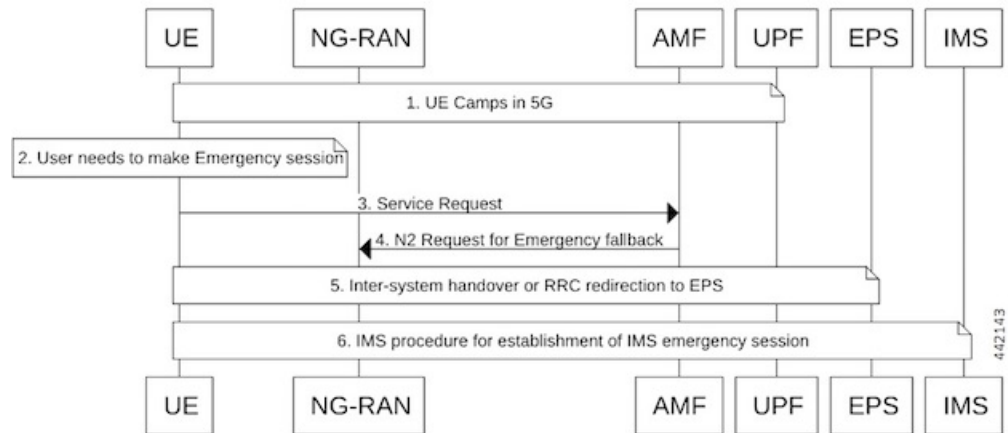 UE NG-RAN AMF UPF EPS IMS
1. UE Camps in 5G
2. User needs to make Emergency session
3. Service Request
4. N2 Request for Emergency fallback
5. Inter-system handover or RRC redirection to EPS
6. IMS procedure for establishment of IMS emergency session
442143
UE NG-RAN AMF UPF EPS IMS